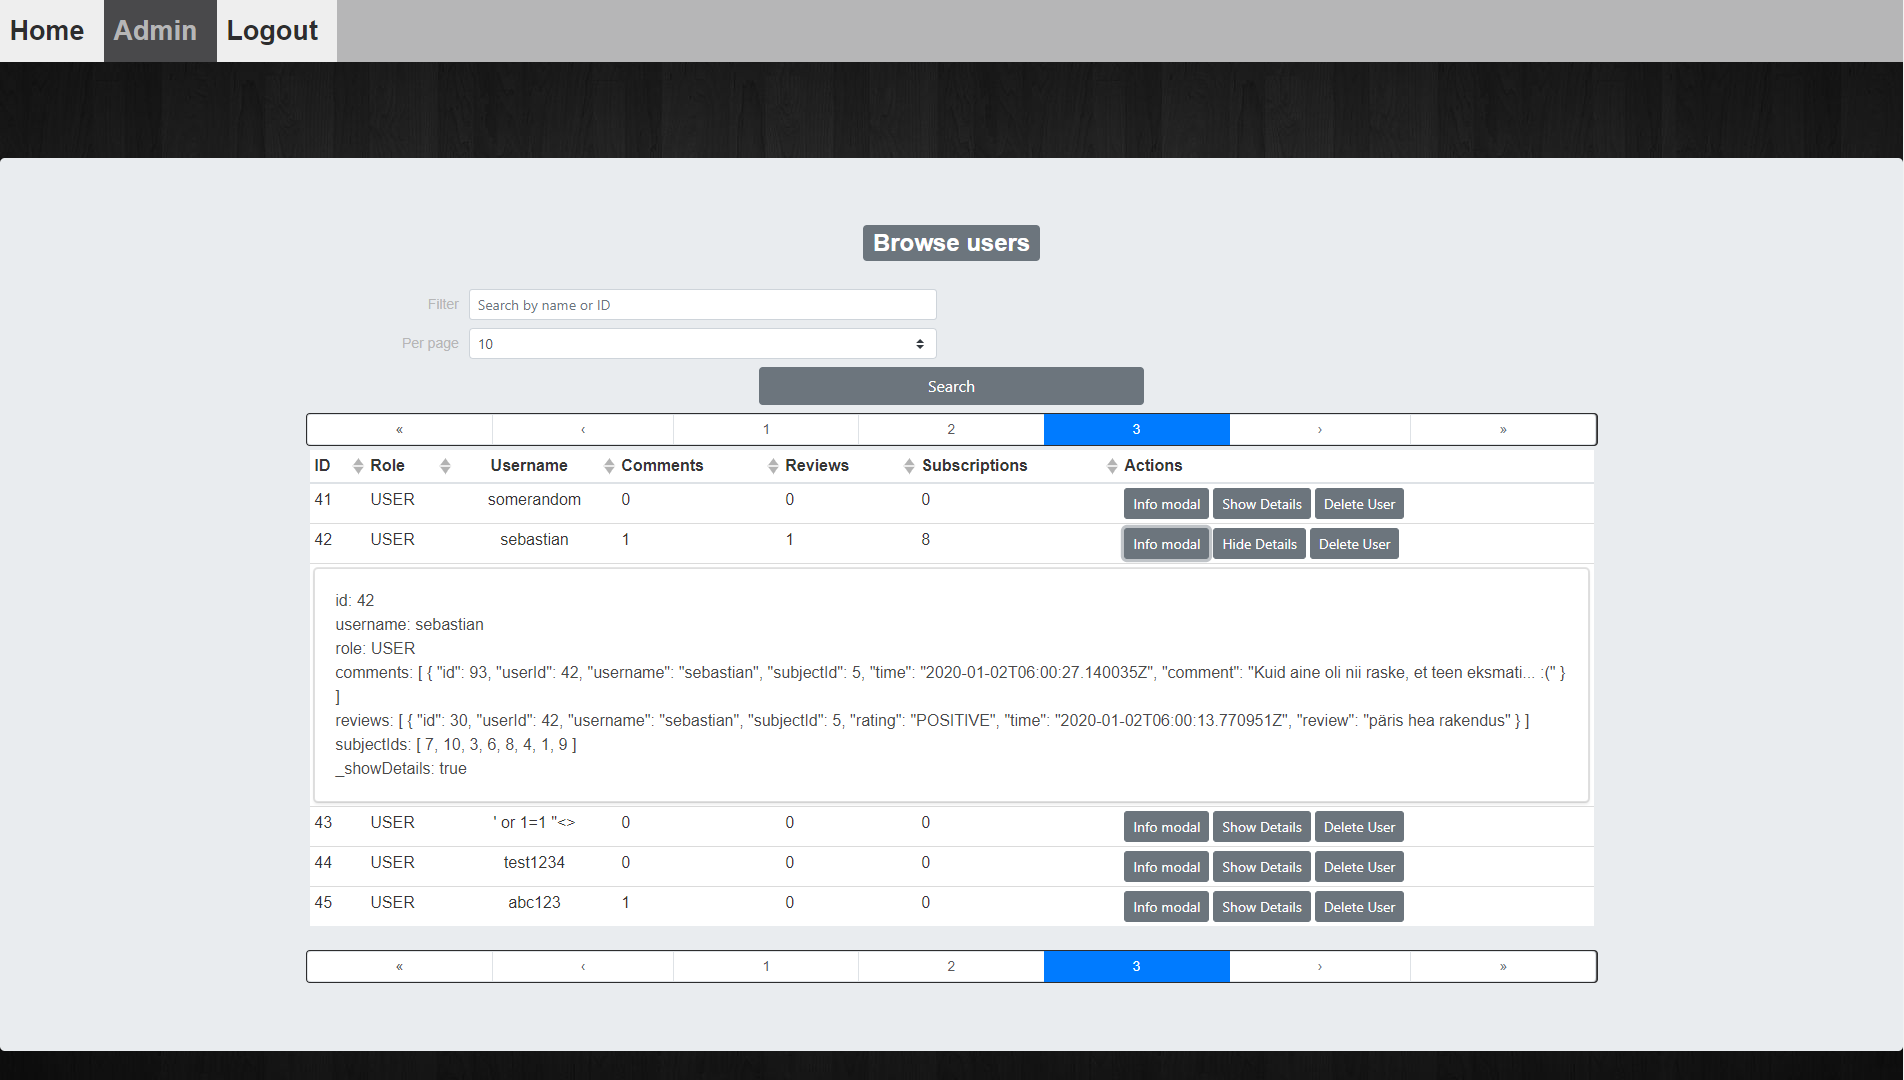 Home Admin Logout
Browse users
Filter Search by name or ID
Per page 10
Search
« ‹ 1 2 3 › »
ID Role Username Comments Reviews Subscriptions Actions
41 USER somerandom 0 0 0 Info modal Show Details Delete User
42 USER sebastian 1 1 8 Info modal Hide Details Delete User
id: 42
username: sebastian
role: USER
comments: [ { "id": 93, "userId": 42, "username": "sebastian", "subjectId": 5, "time": "2020-01-02T06:00:27.140035Z", "comment": "Kuid aine oli nii raske, et teen eksmati... :(" }
]
reviews: [ { "id": 30, "userId": 42, "username": "sebastian", "subjectId": 5, "rating": "POSITIVE", "time": "2020-01-02T06:00:13.770951Z", "review": "päris hea rakendus" } ]
subjectIds: [ 7, 10, 3, 6, 8, 4, 1, 9 ]
_showDetails: true
43 USER ' or 1=1 "<> 0 0 0 Info modal Show Details Delete User
44 USER test1234 0 0 0 Info modal Show Details Delete User
45 USER abc123 1 0 0 Info modal Show Details Delete User
« ‹ 1 2 3 › »